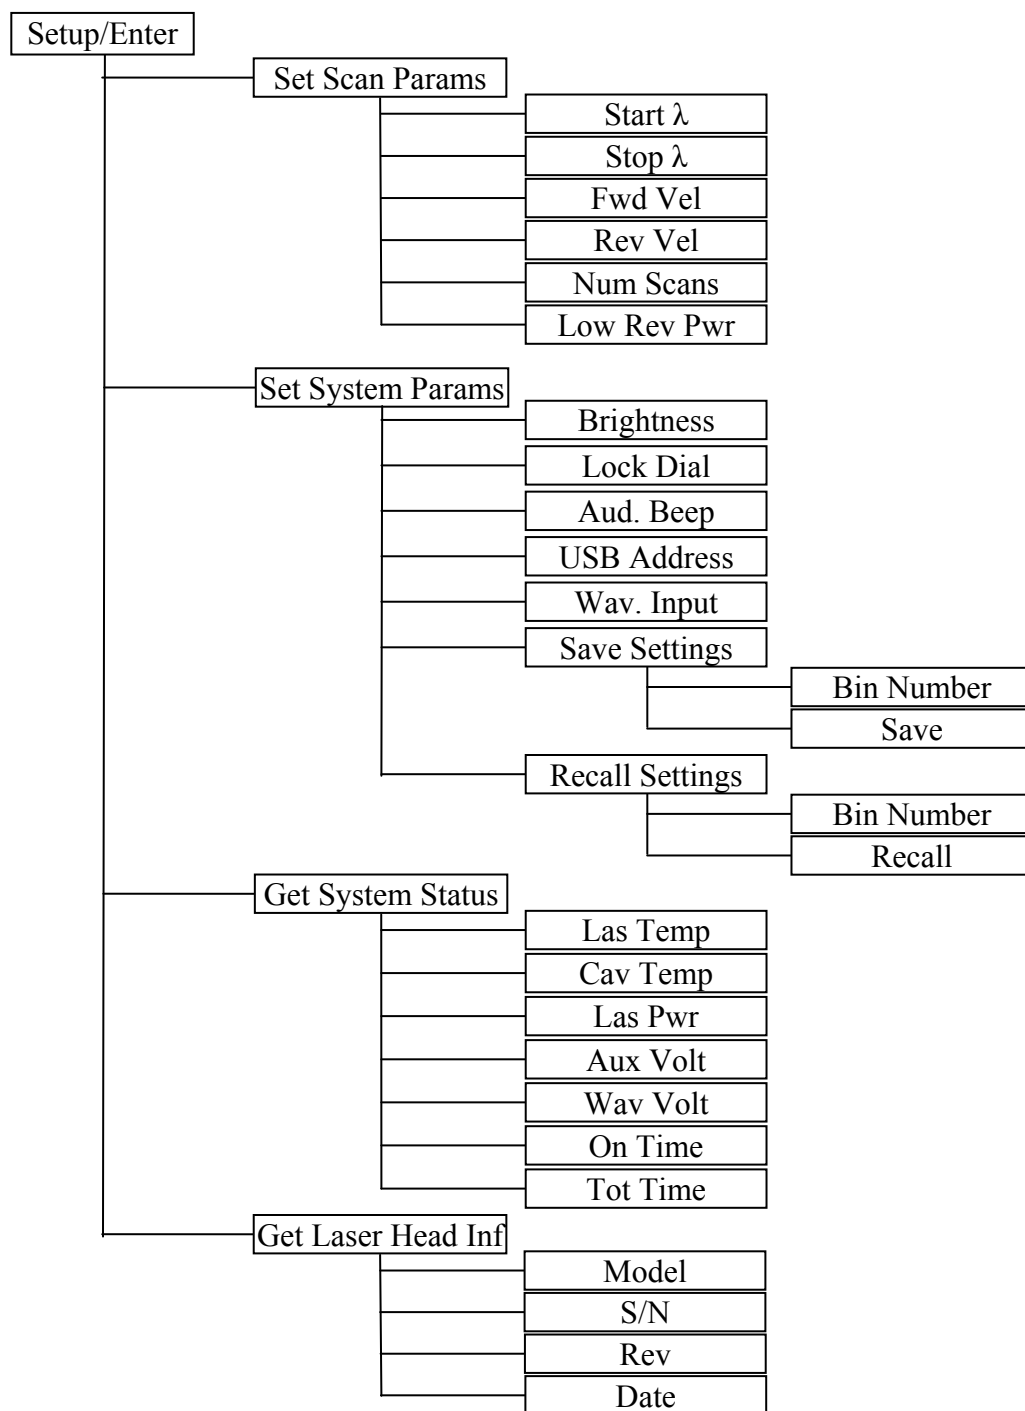 Setup/Enter
Set Scan Params
Start λ
Stop λ
Fwd Vel
Rev Vel
Num Scans
Low Rev Pwr
Set System Params
Brightness
Lock Dial
Aud. Beep
USB Address
Wav. Input
Save Settings
Bin Number
Save
Recall Settings
Bin Number
Recall
Get System Status
Las Temp
Cav Temp
Las Pwr
Aux Volt
Wav Volt
On Time
Tot Time
Get Laser Head Inf
Model
S/N
Rev
Date